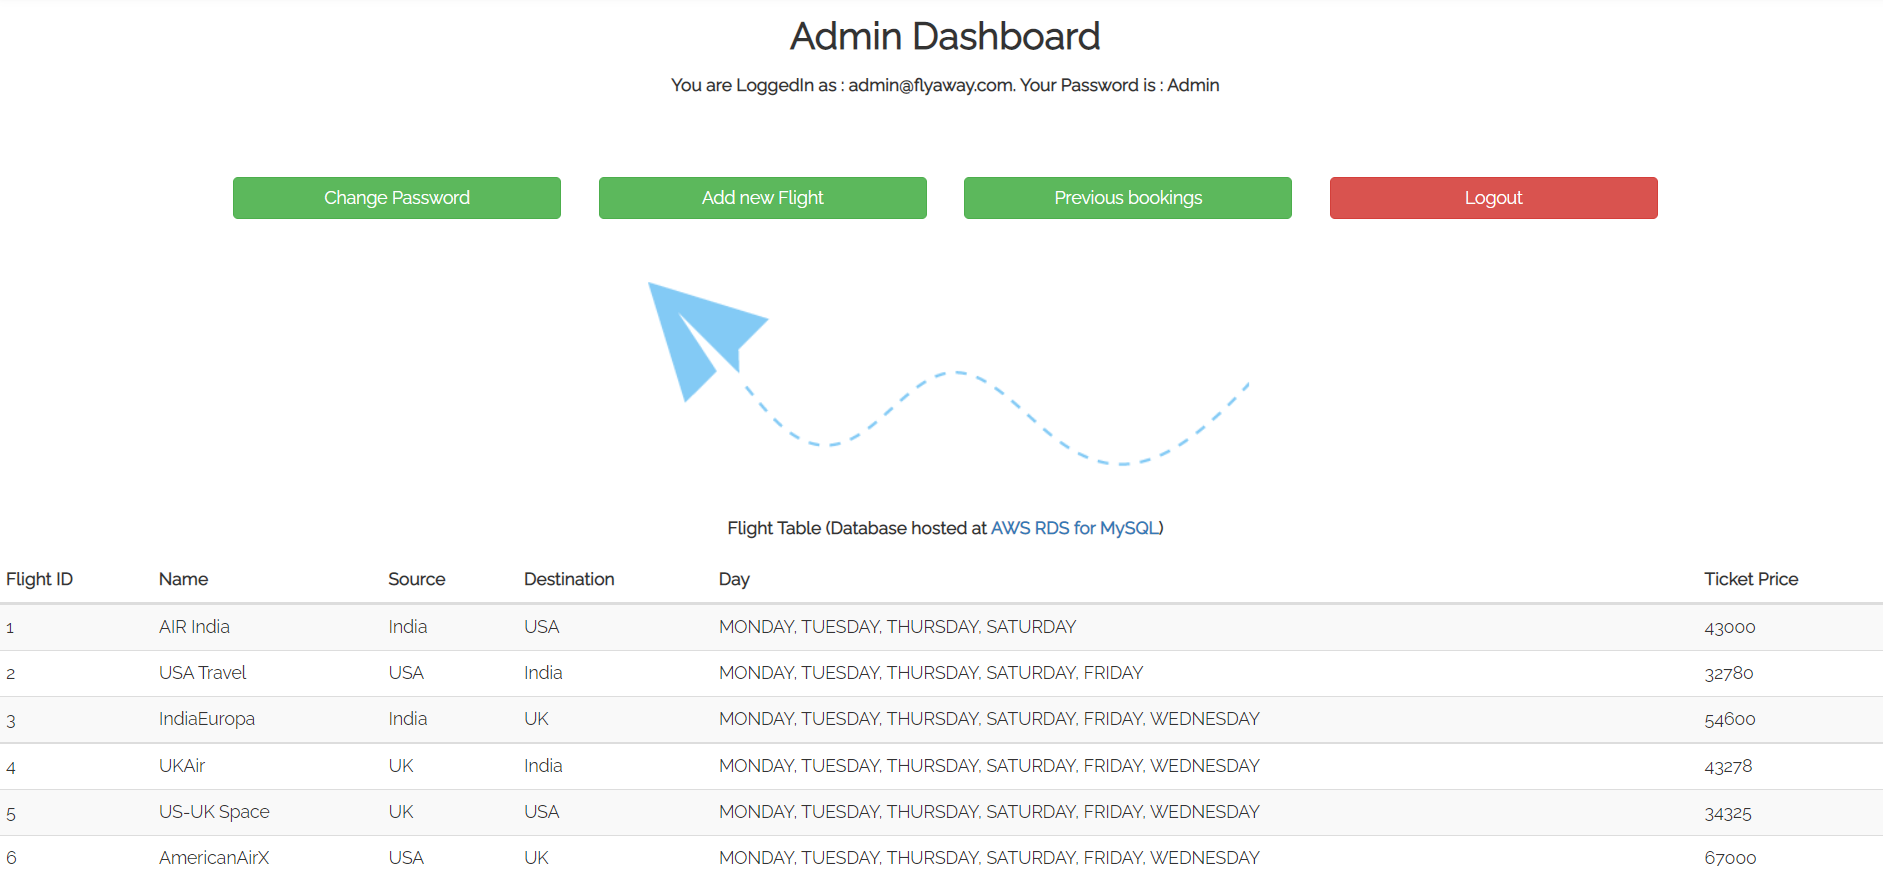 Admin Dashboard
You are LoggedIn as : admin@flyaway.com. Your Password is : Admin
Change Password Add new Flight Previous bookings Logout
Flight Table (Database hosted at AWS RDS for MySQL)
Flight ID Name Source Destination Day Ticket Price
1 AIR India India USA MONDAY, TUESDAY, THURSDAY, SATURDAY 43000
2 USA Travel USA India MONDAY, TUESDAY, THURSDAY, SATURDAY, FRIDAY 32780
3 IndiaEuropa India UK MONDAY, TUESDAY, THURSDAY, SATURDAY, FRIDAY, WEDNESDAY 54600
4 UKAir UK India MONDAY, TUESDAY, THURSDAY, SATURDAY, FRIDAY, WEDNESDAY 43278
5 US-UK Space UK USA MONDAY, TUESDAY, THURSDAY, SATURDAY, FRIDAY, WEDNESDAY 34325
6 AmericanAirX USA UK MONDAY, TUESDAY, THURSDAY, SATURDAY, FRIDAY, WEDNESDAY 67000